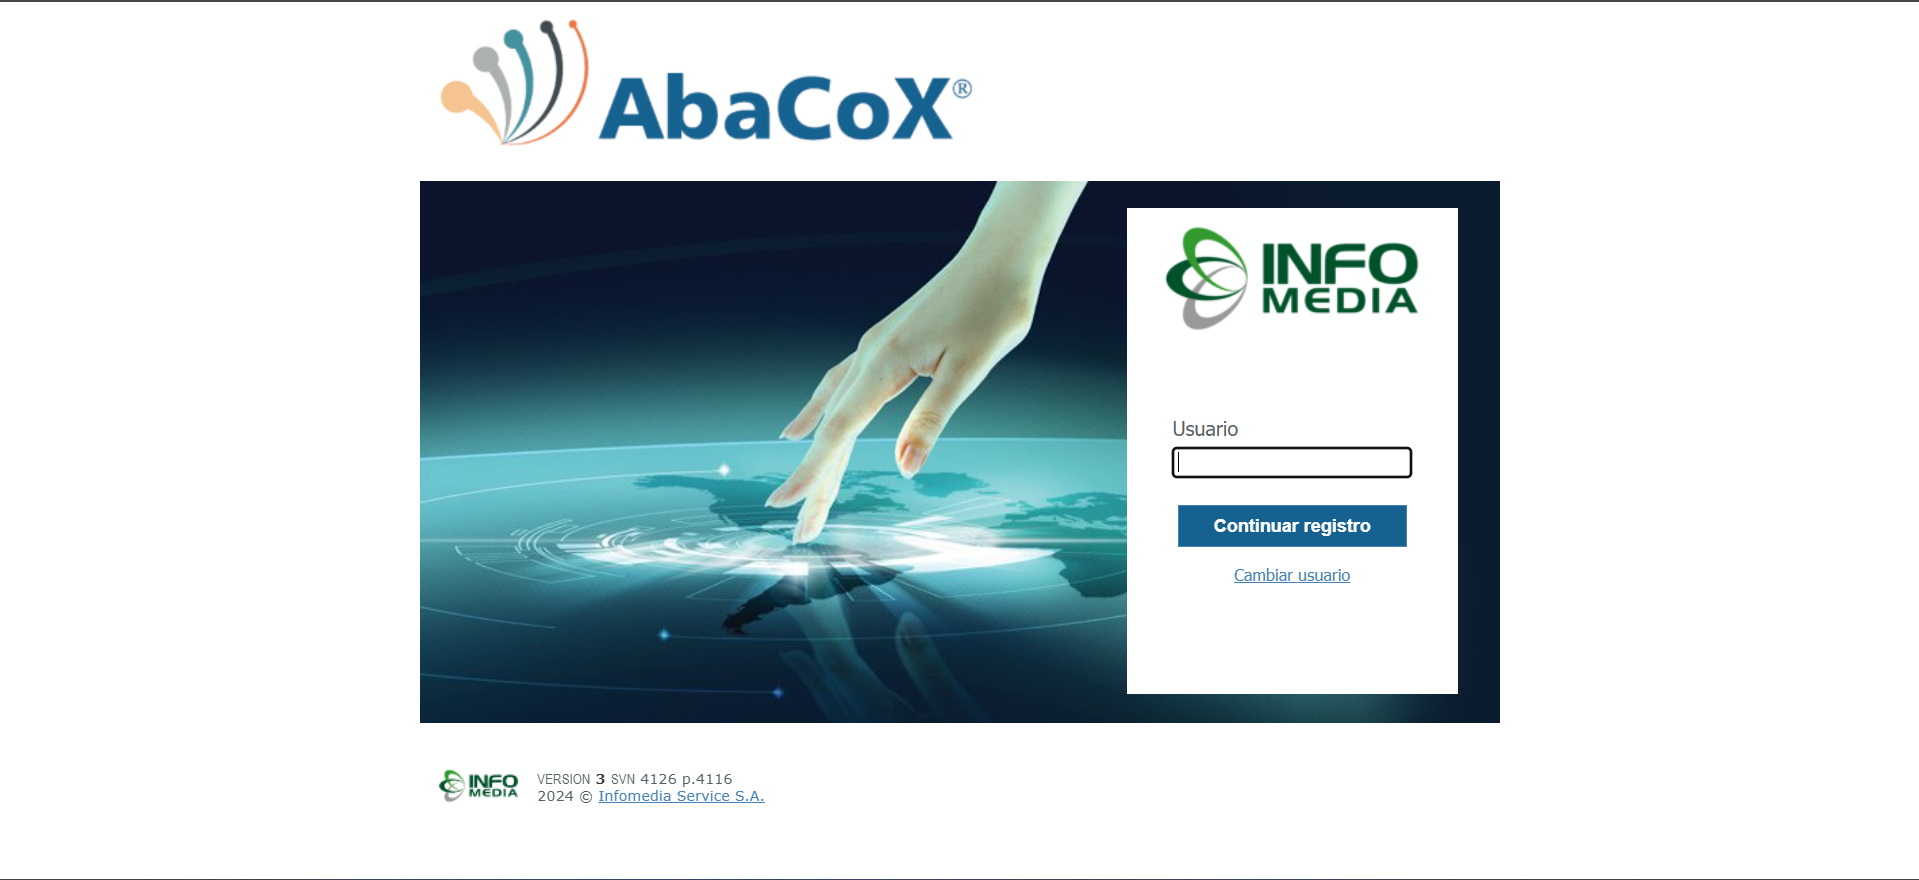 AbaCoX®
INFO
MEDIA
Usuario
Continuar registro
Cambiar usuario
INFO
MEDIA
VERSION 3 SVN 4126 p.4116
2024 © Infomedia Service S.A.